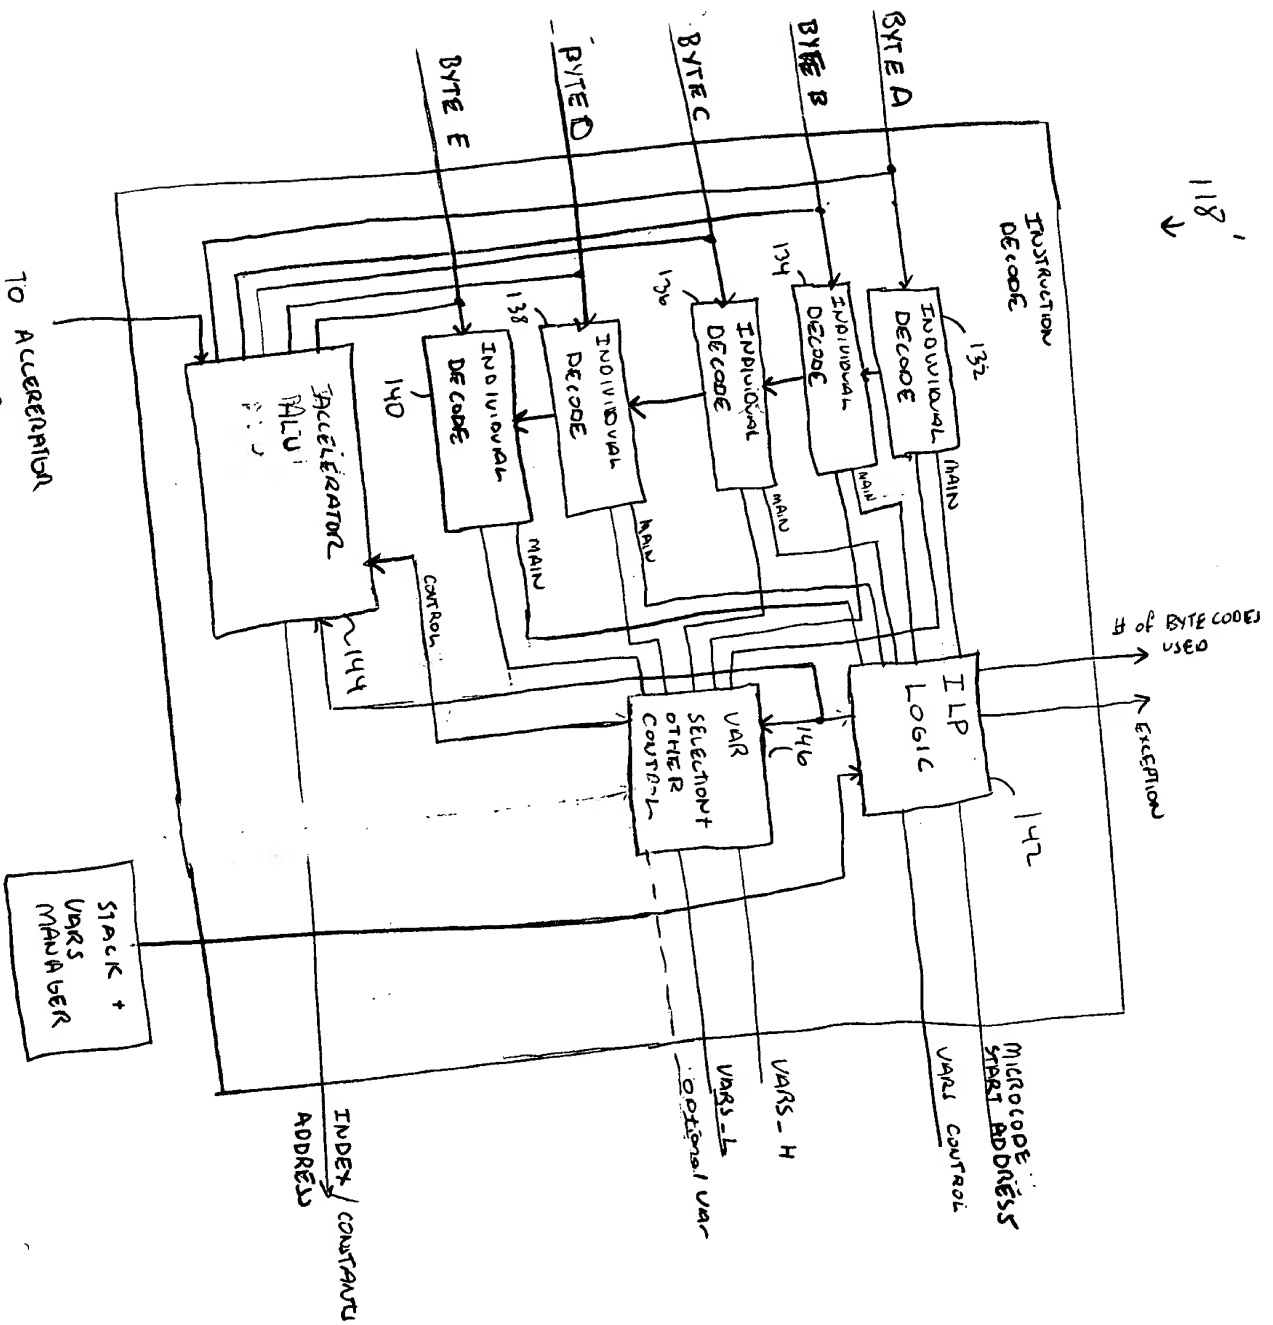 118'
INSTRUCTION
DECODE
BYTE A
BYTE B
BYTE C
BYTE D
BYTE E
132
INDIVIDUAL
DECODE
MAIN
134
INDIVIDUAL
DECODE
MAIN
136
INDIVIDUAL
DECODE
MAIN
138
INDIVIDUAL
DECODE
MAIN
140
INDIVIDUAL
DECODE
MAIN
ILP
LOGIC
142
# of BYTE CODES
USED
EXCEPTION
MICROCODE
START ADDRESS
VARS CONTROL
146
VAR
SELECTION +
OTHER
CONTROL
VARS_H
VARS_L
optional var
CONTROL
ACCELERATOR
ALU
144
TO ACCLERATOR
INDEX / CONTANTS
ADDRESS
STACK +
VARS
MANAGER